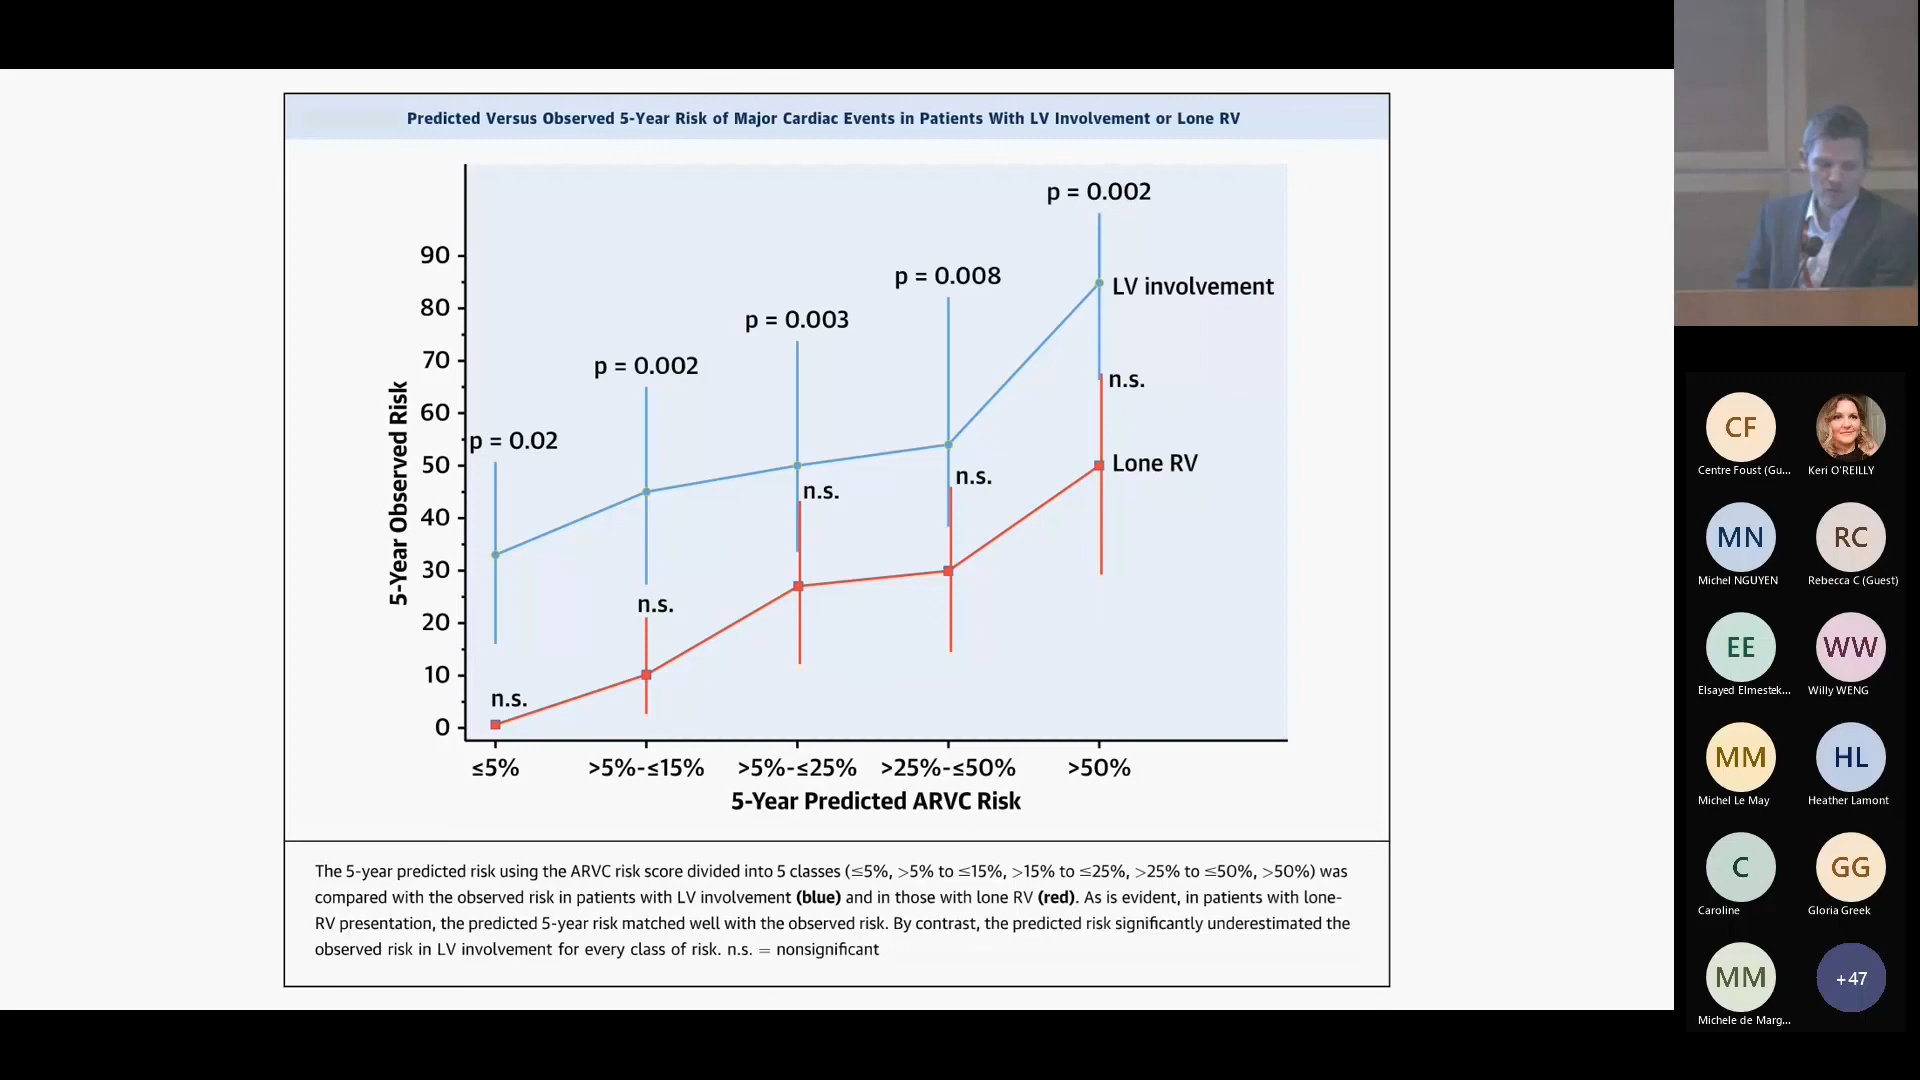 Predicted Versus Observed 5-Year Risk of Major Cardiac Events in Patients With LV Involvement or Lone RV
5-Year Observed Risk
90
80
70
60
50
40
30
20
10
0
p = 0.02
p = 0.002
p = 0.003
p = 0.008
p = 0.002
LV involvement
n.s.
n.s.
n.s.
n.s.
n.s.
Lone RV
≤5%
>5%-≤15%
>5%-≤25%
>25%-≤50%
>50%
5-Year Predicted ARVC Risk
The 5-year predicted risk using the ARVC risk score divided into 5 classes (≤5%, >5% to ≤15%, >15% to ≤25%, >25% to ≤50%, >50%) was
compared with the observed risk in patients with LV involvement (blue) and in those with lone RV (red). As is evident, in patients with lone-
RV presentation, the predicted 5-year risk matched well with the observed risk. By contrast, the predicted risk significantly underestimated the
observed risk in LV involvement for every class of risk. n.s. = nonsignificant
CF
Centre Foust (Gu...
Keri O'REILLY
MN
Michel NGUYEN
RC
Rebecca C (Guest)
EE
Elsayed Elmestek...
WW
Willy WENG
MM
Michel Le May
HL
Heather Lamont
C
Caroline
GG
Gloria Greek
MM
Michele de Marg...
+47